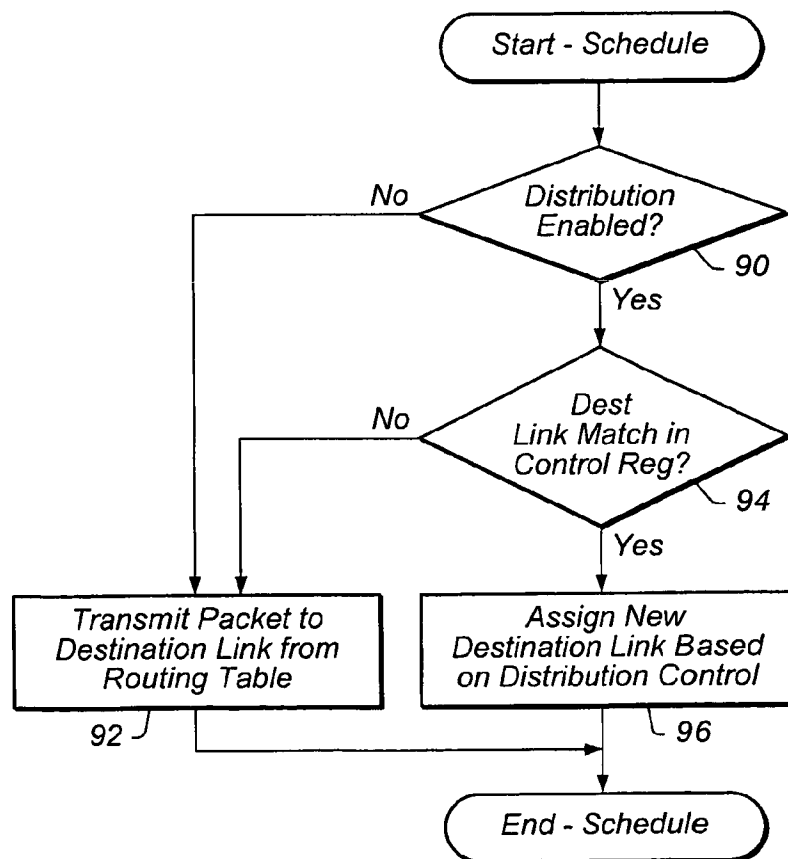 Start - Schedule
No
Distribution
Enabled?
90
Yes
No
Dest
Link Match in
Control Reg?
94
Yes
Transmit Packet to
Destination Link from
Routing Table
92
Assign New
Destination Link Based
on Distribution Control
96
End - Schedule